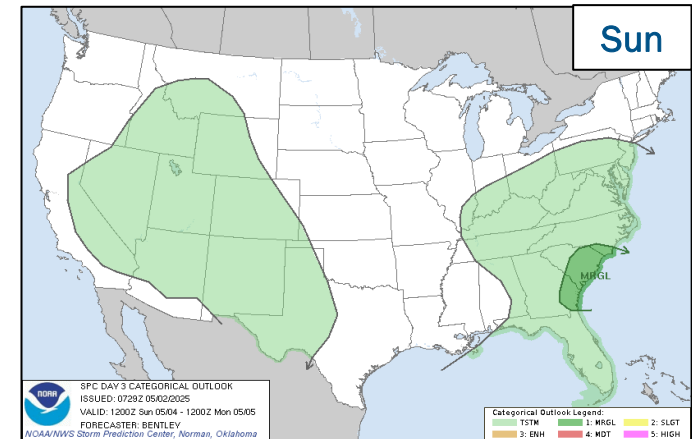 Sun
MRGL
SPC DAY 3 CATEGORICAL OUTLOOK
ISSUED: 0729Z 05/02/2025
VALID: 1200Z Sun 05/04 - 1200Z Mon 05/05
FORECASTER: BENTLEY
NOAA/NWS Storm Prediction Center, Norman, Oklahoma
NOAA
Categorical Outlook Legend:
TSTM 1: MRGL 2: SLGT
3: ENH 4: MDT 5: HIGH